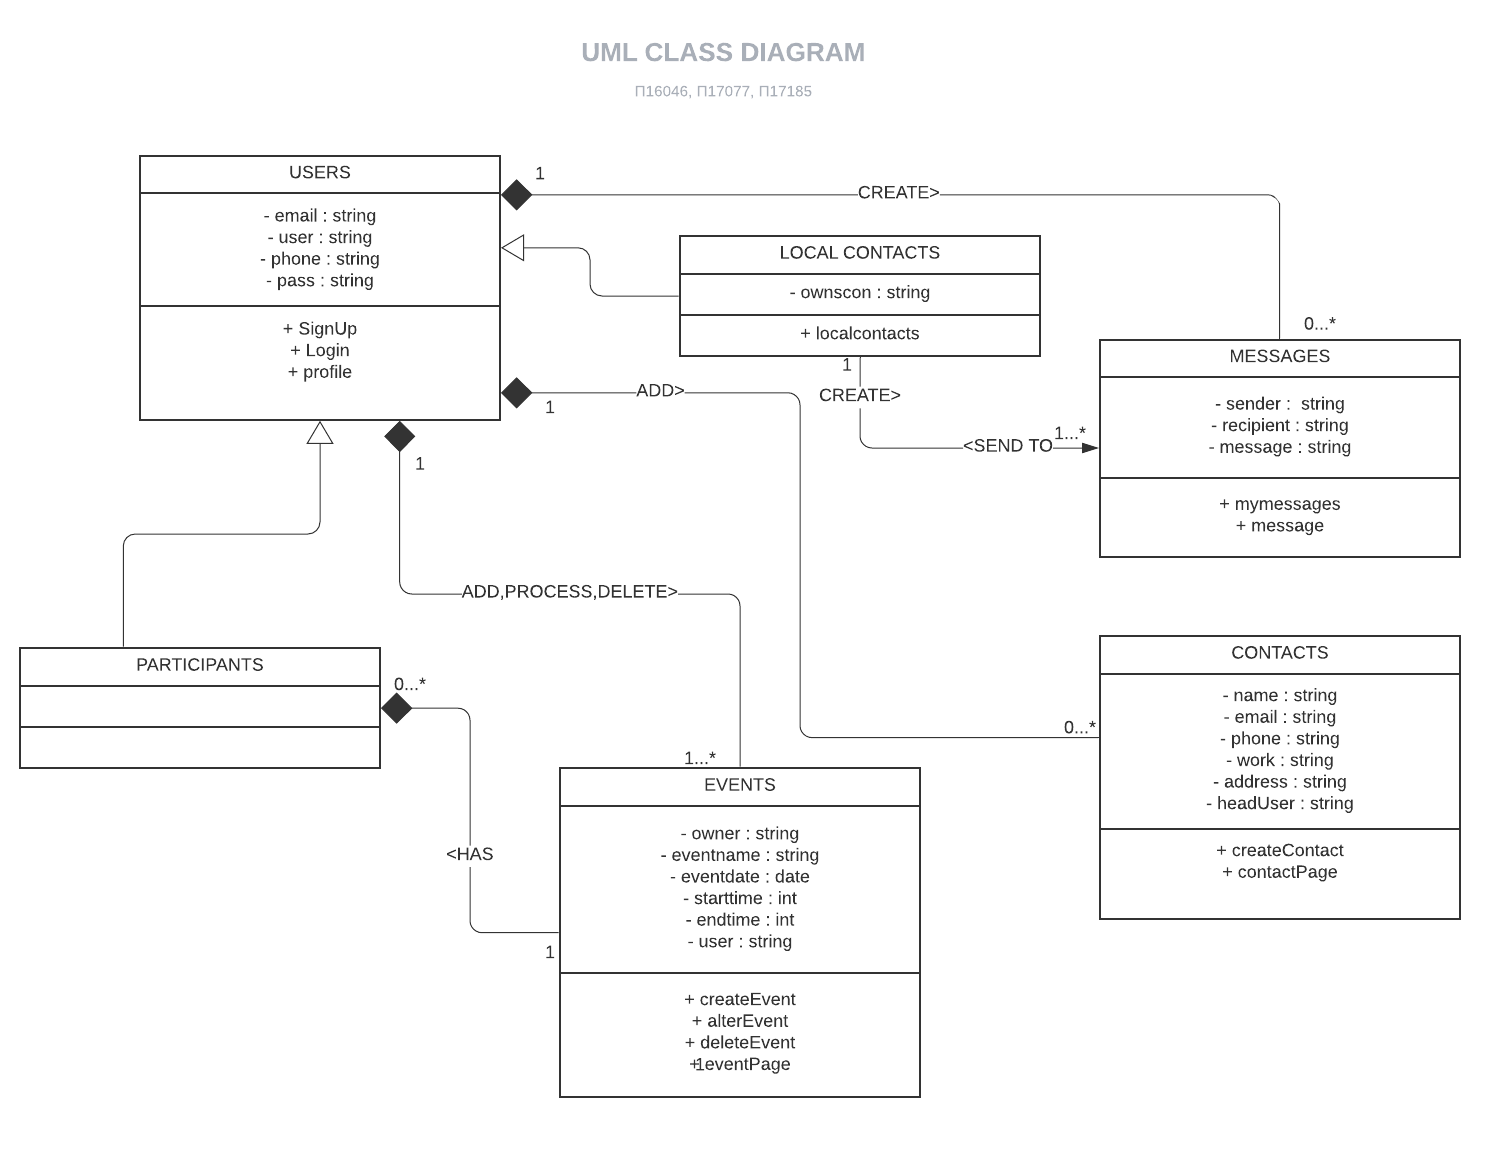 UML CLASS DIAGRAM
Π16046, Π17077, Π17185
USERS
- email : string
- user : string
- phone : string
- pass : string
+ SignUp
+ Login
+ profile
1
CREATE>
0...*
LOCAL CONTACTS
- ownscon : string
+ localcontacts
1
CREATE>
<SEND TO
1...*
MESSAGES
- sender :  string
- recipient : string
- message : string
+ mymessages
+ message
ADD>
1
0...*
1
ADD,PROCESS,DELETE>
1...*
PARTICIPANTS
0...*
<HAS
1
EVENTS
- owner : string
- eventname : string
- eventdate : date
- starttime : int
- endtime : int
- user : string
+ createEvent
+ alterEvent
+ deleteEvent
+ eventPage
1
CONTACTS
- name : string
- email : string
- phone : string
- work : string
- address : string
- headUser : string
+ createContact
+ contactPage